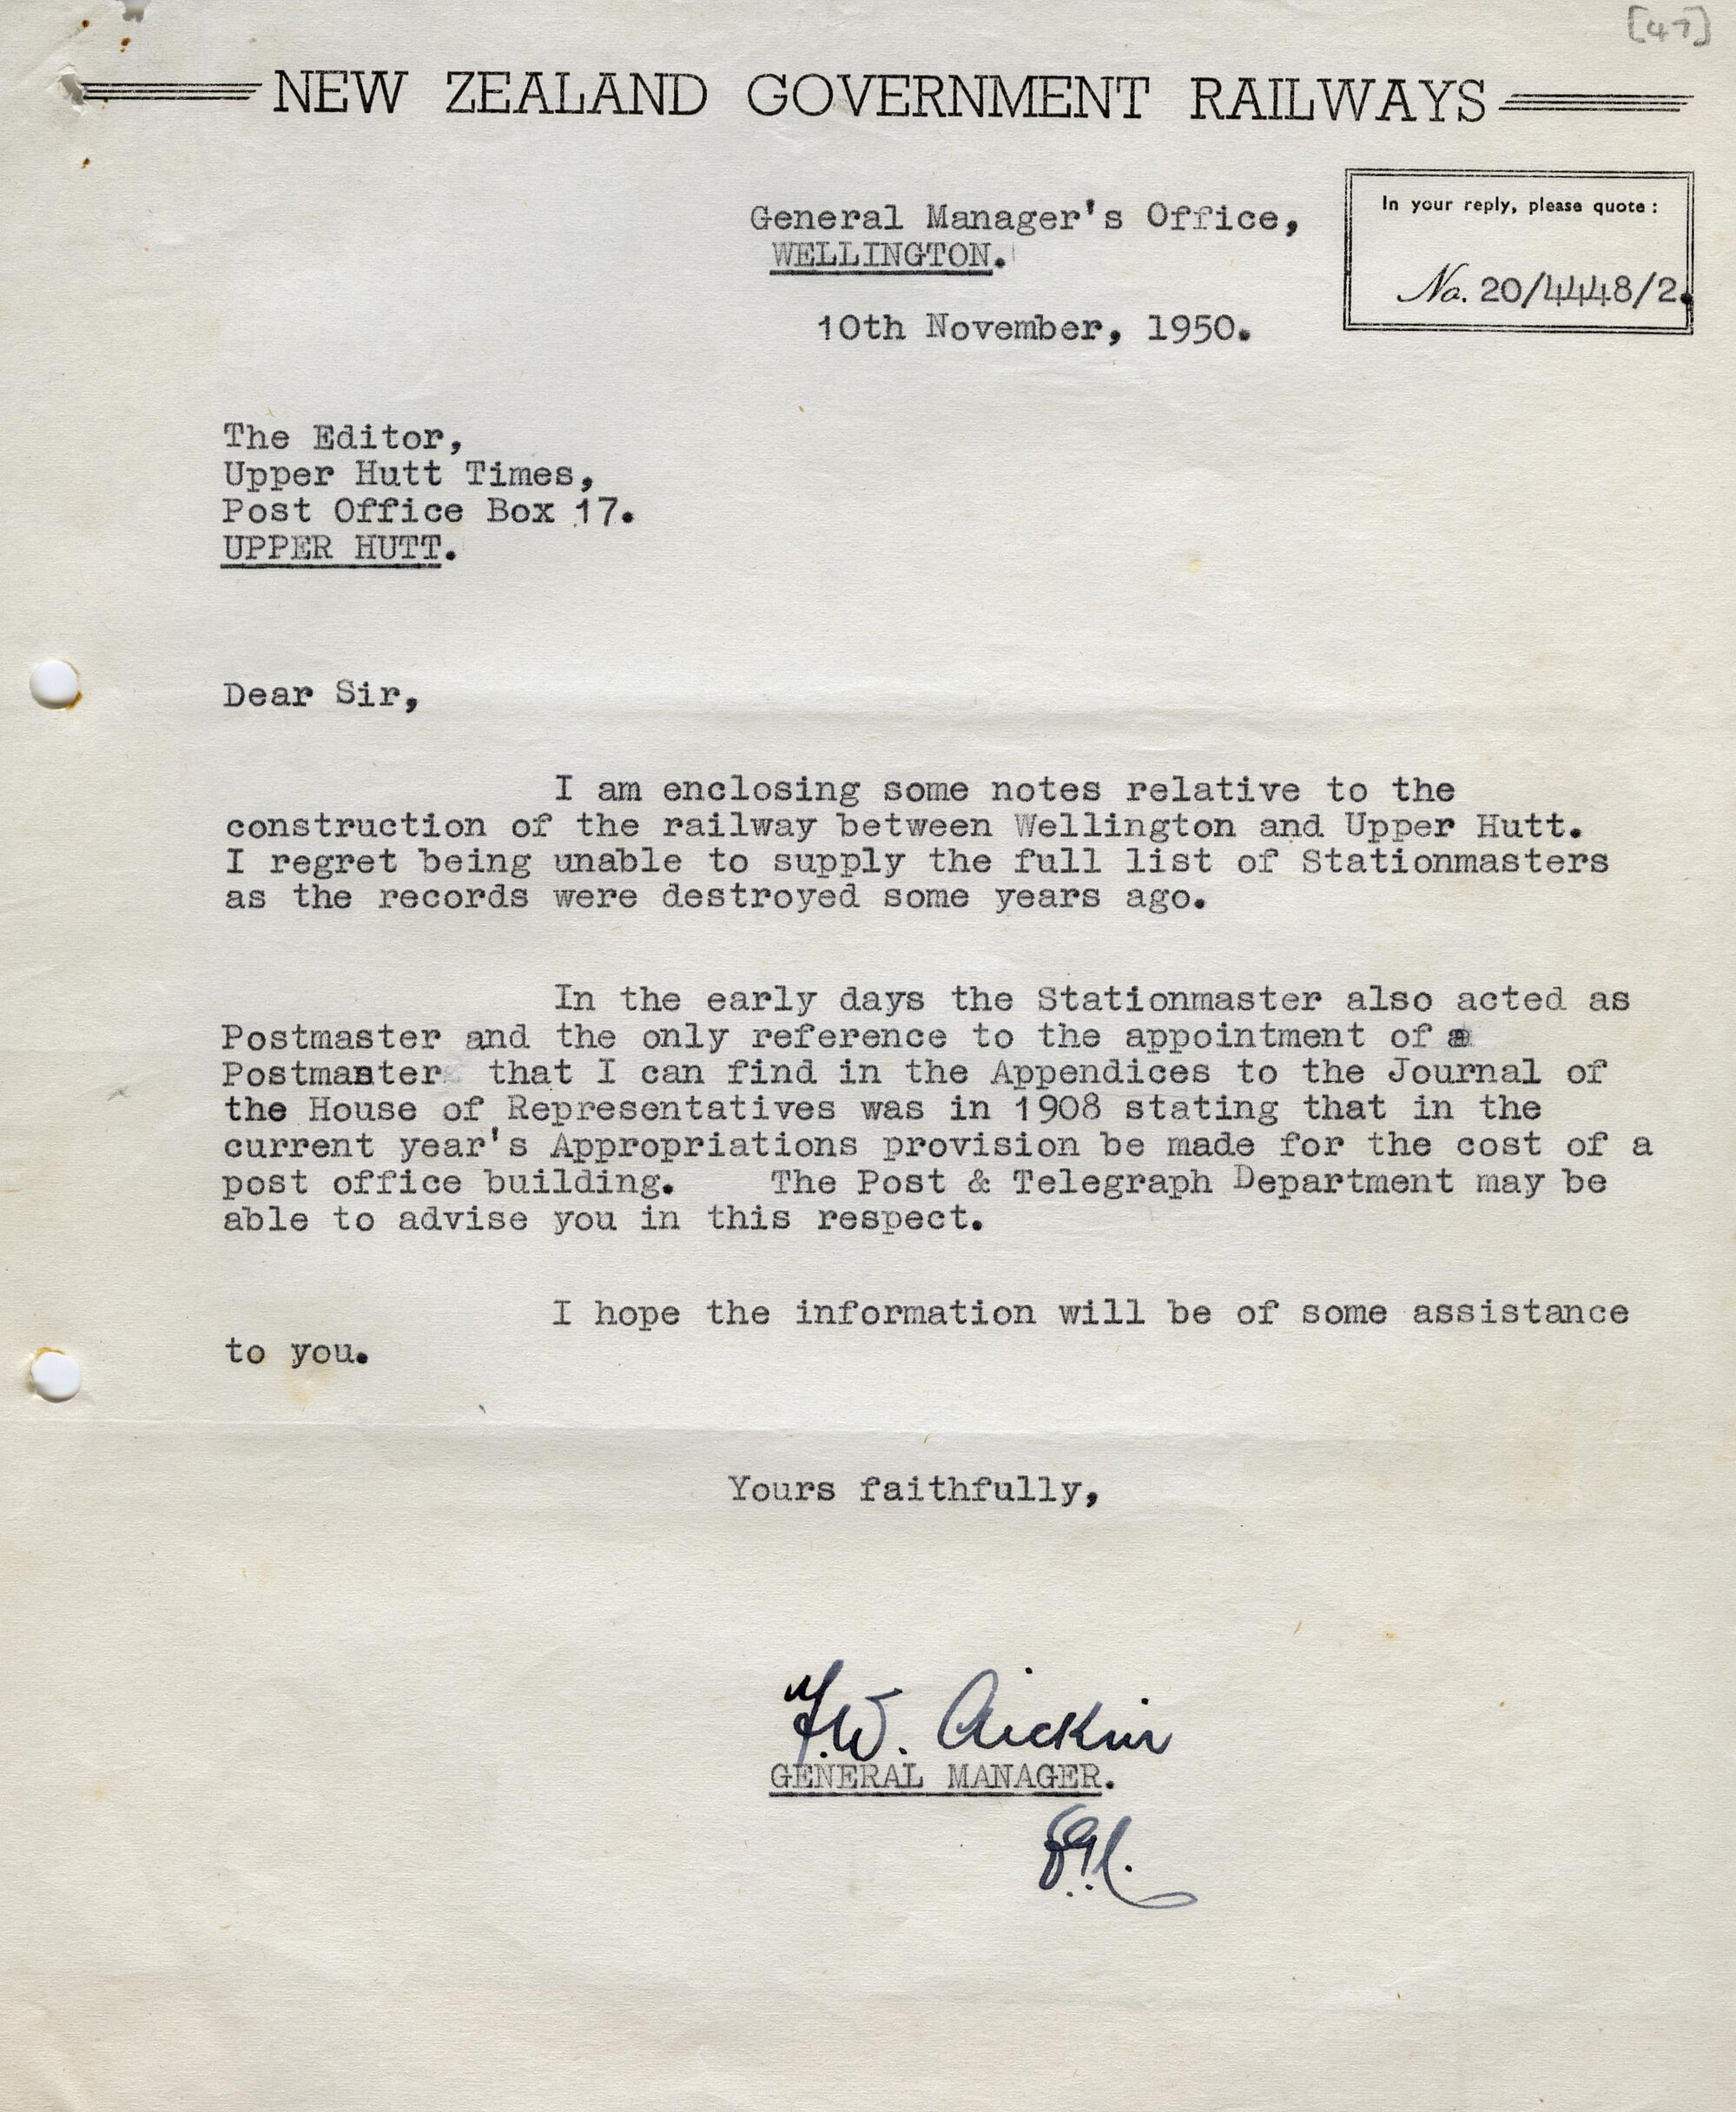 [47]
NEW ZEALAND GOVERNMENT RAILWAYS
In your reply, please quote :
No. 20/4448/2.
General Manager's Office,
WELLINGTON.
10th November, 1950.
The Editor,
Upper Hutt Times,
Post Office Box 17.
UPPER HUTT.
Dear Sir,
I am enclosing some notes relative to the
construction of the railway between Wellington and Upper Hutt.
I regret being unable to supply the full list of Stationmasters
as the records were destroyed some years ago.
In the early days the Stationmaster also acted as
Postmaster and the only reference to the appointment of a
Postmaster that I can find in the Appendices to the Journal of
the House of Representatives was in 1908 stating that in the
current year's Appropriations provision be made for the cost of a
post office building. The Post & Telegraph Department may be
able to advise you in this respect.
I hope the information will be of some assistance
to you.
Yours faithfully,
F.W. Aickin
GENERAL MANAGER.